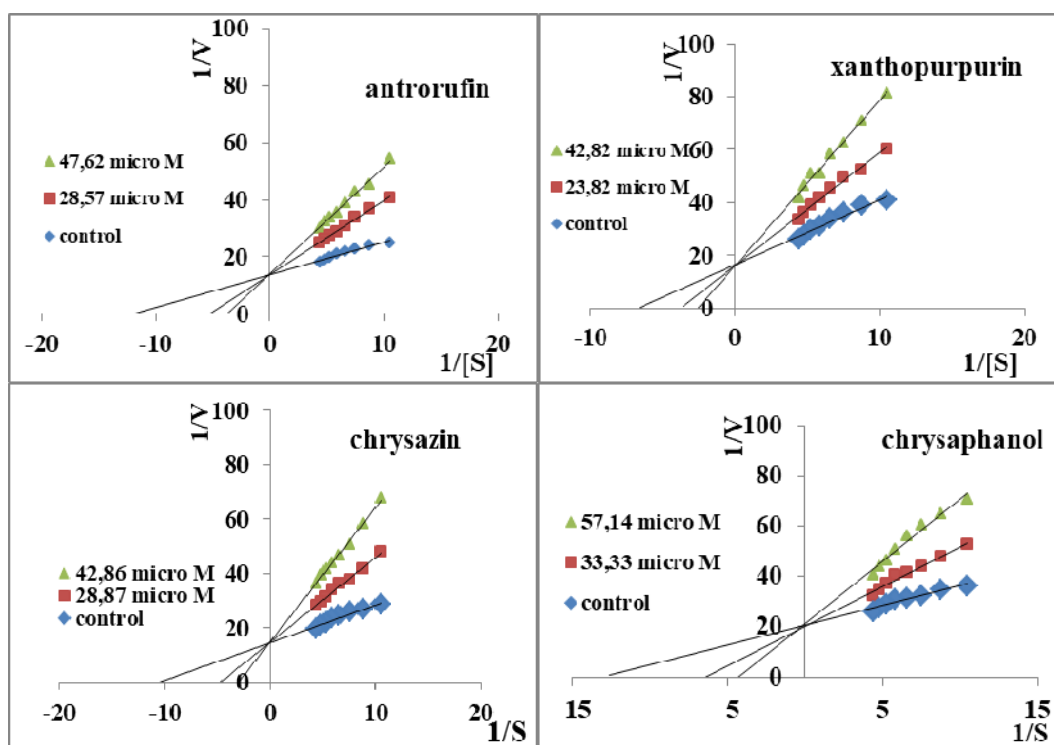 1/V
100
80
60
40
20
0
antrorufin
47,62 micro M
28,57 micro M
control
-20
-10
0
10
20
1/[S]
1/V
100
80
60
40
20
0
xanthopurpurin
42,82 micro M
23,82 micro M
control
-10
0
10
20
1/[S]
1/V
100
80
60
40
20
0
chrysazin
42,86 micro M
28,87 micro M
control
-20
-10
0
10
20
1/S
1/V
100
80
60
40
20
0
chrysaphanol
57,14 micro M
33,33 micro M
control
15
5
5
15
1/S